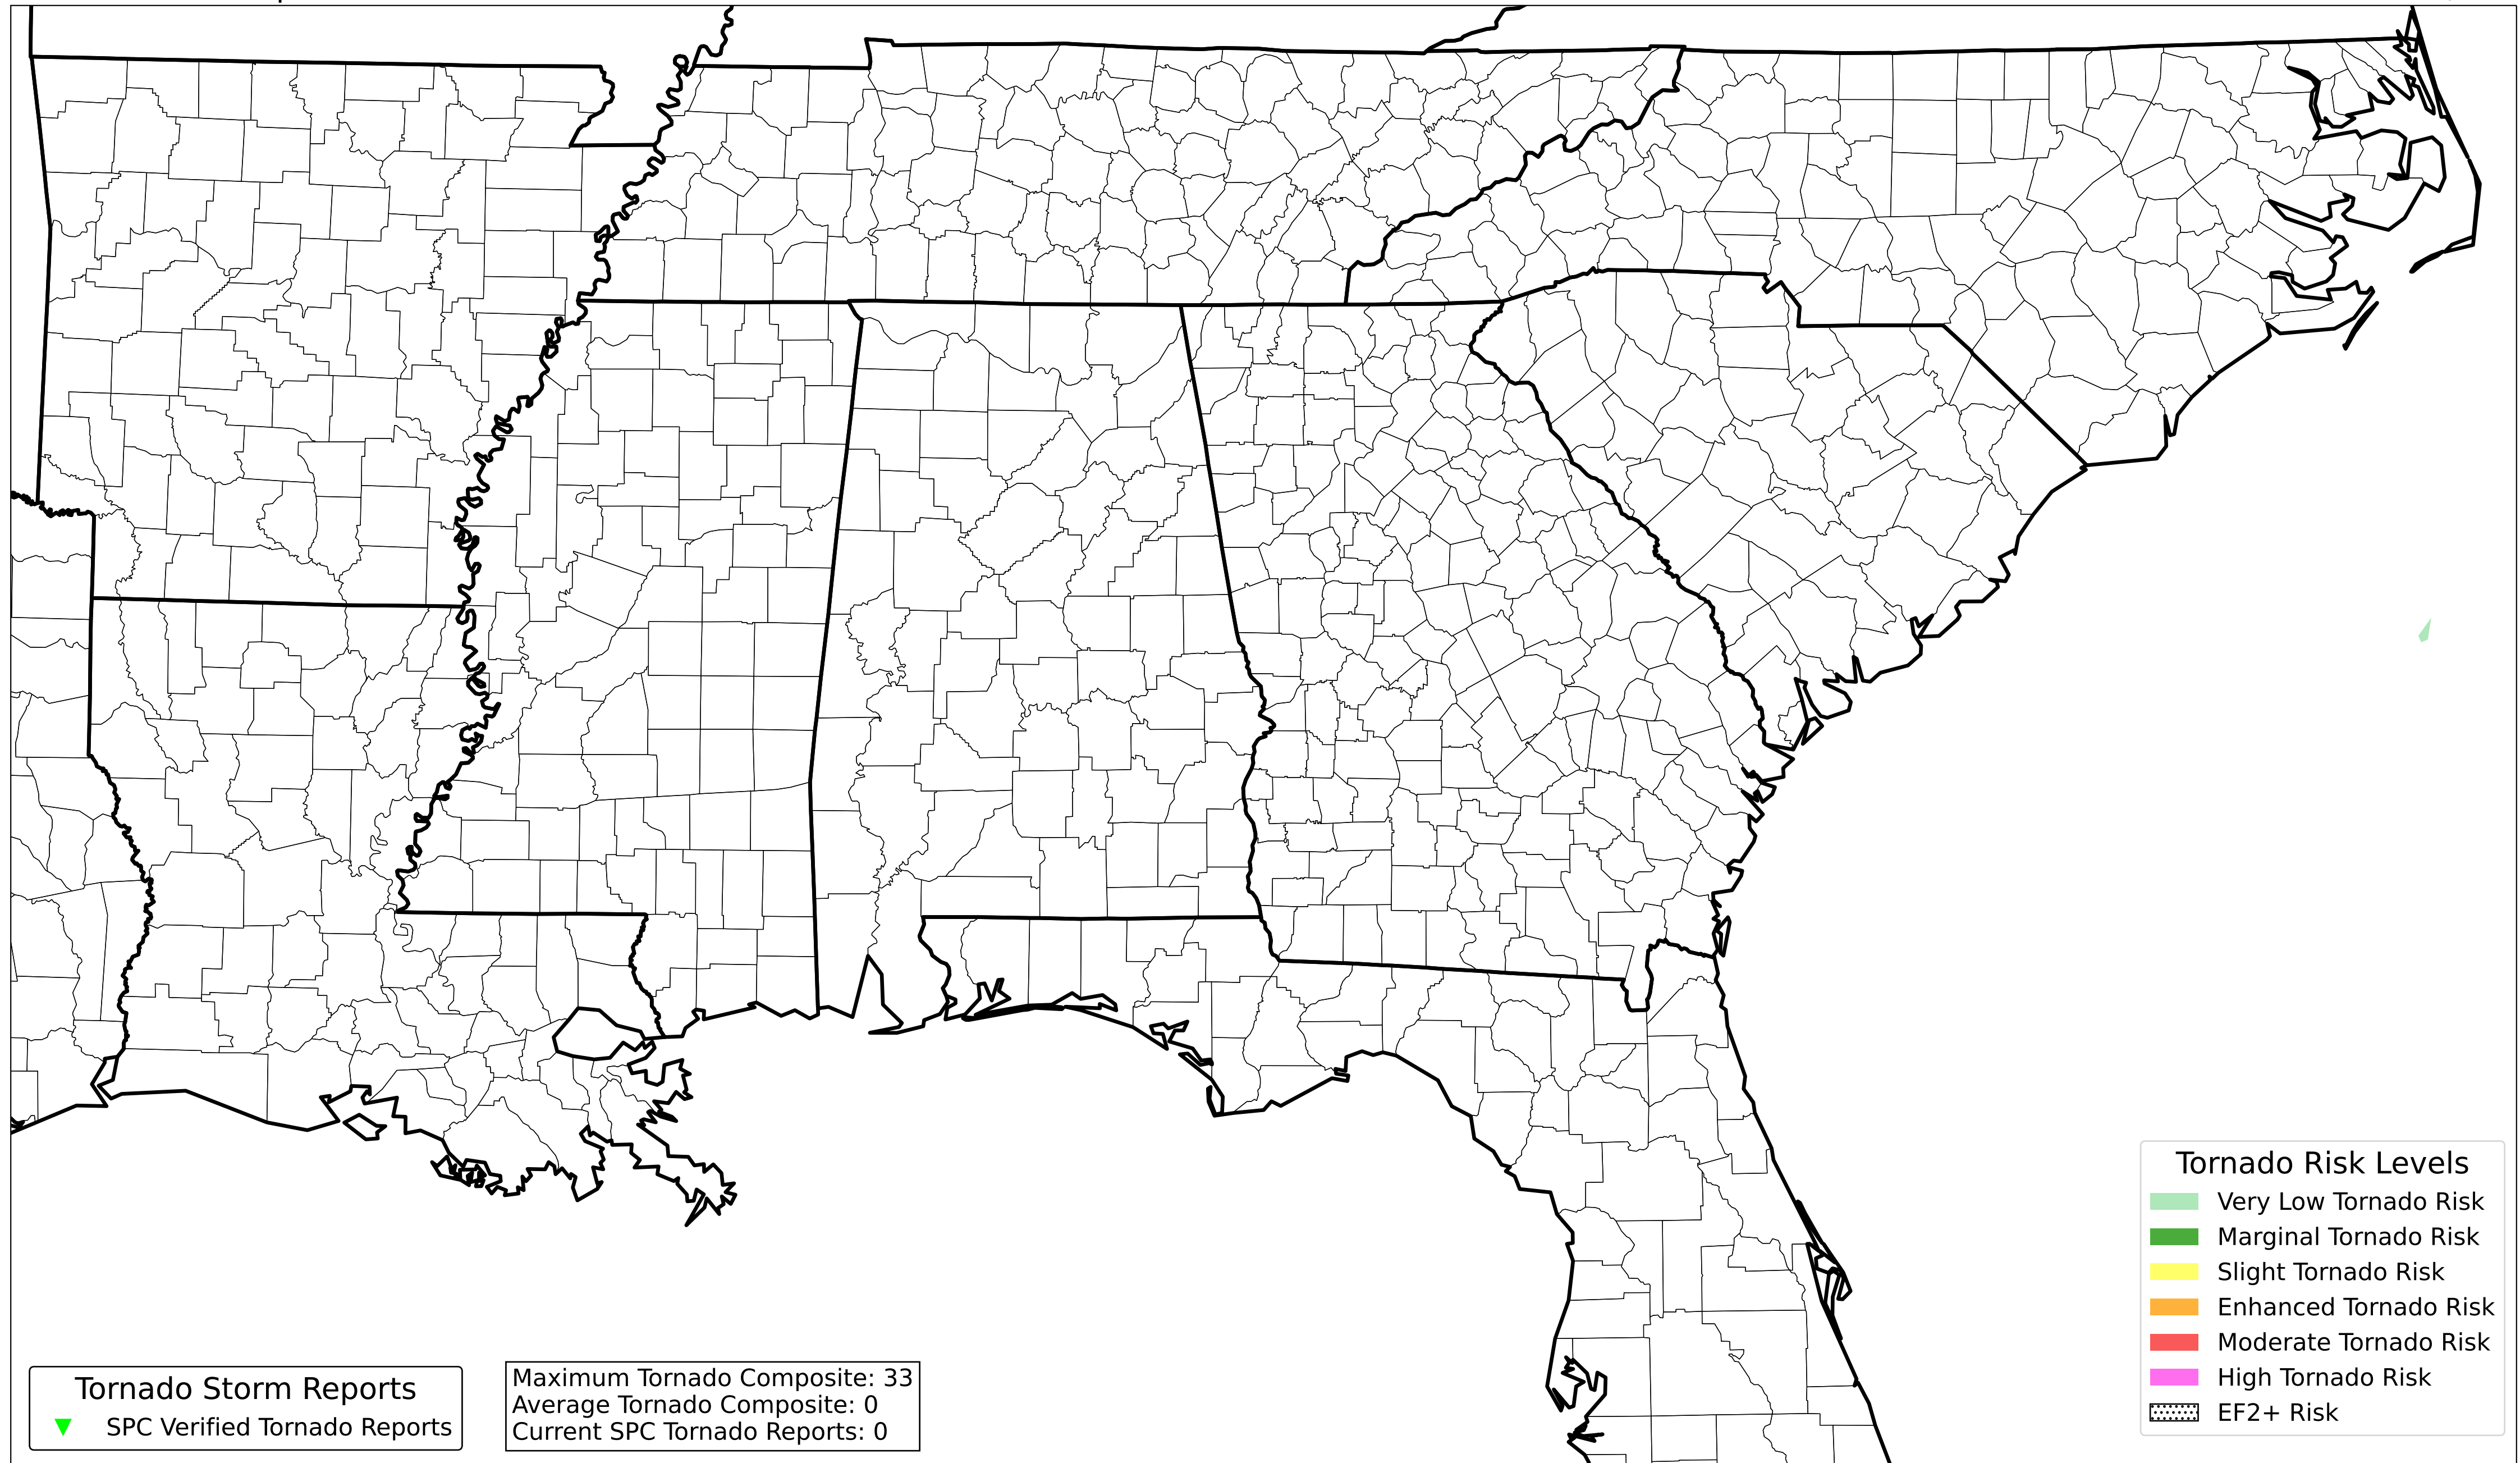 Tornado Storm Reports
SPC Verified Tornado Reports
Maximum Tornado Composite: 33
Average Tornado Composite: 0
Current SPC Tornado Reports: 0
Tornado Risk Levels
Very Low Tornado Risk
Marginal Tornado Risk
Slight Tornado Risk
Enhanced Tornado Risk
Moderate Tornado Risk
High Tornado Risk
EF2+ Risk